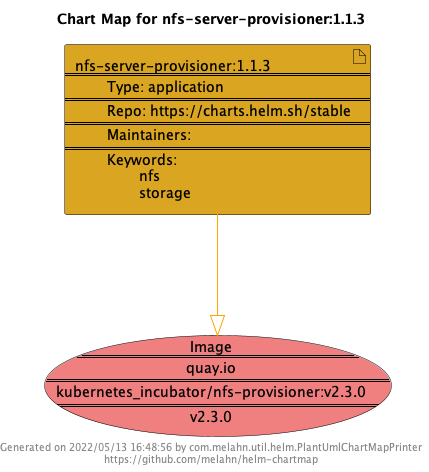 Chart Map for nfs-server-provisioner:1.1.3
nfs-server-provisioner:1.1.3
Type: application
Repo: https://charts.helm.sh/stable
Maintainers:
Keywords:
nfs
storage
Image
quay.io
kubernetes_incubator/nfs-provisioner:v2.3.0
v2.3.0
Generated on 2022/05/13 16:48:56 by com.melahn.util.helm.PlantUmlChartMapPrinter
https://github.com/melahn/helm-chartmap